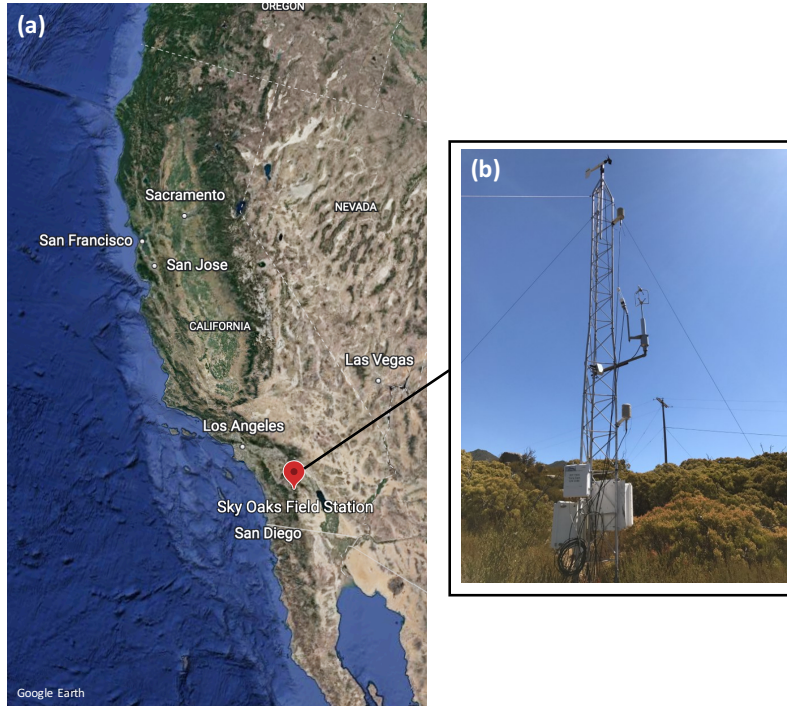 (a)
OREGON
Sacramento
NEVADA
San Francisco
San Jose
CALIFORNIA
Las Vegas
Los Angeles
Sky Oaks Field Station
San Diego
Google Earth
(b)